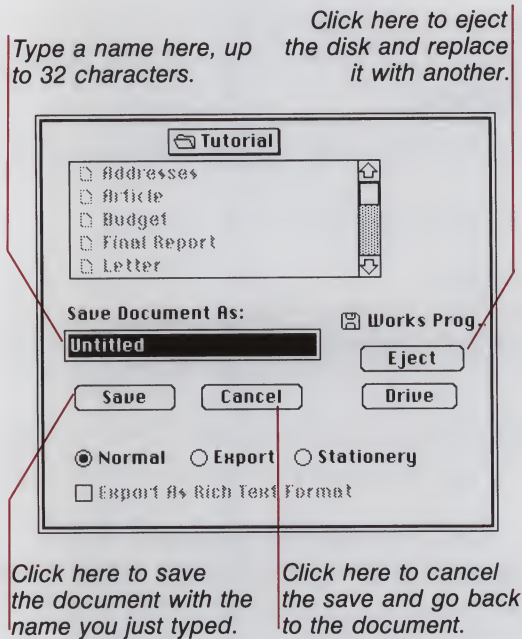 Type a name here, up
to 32 characters.
Click here to eject
the disk and replace
it with another.
Tutorial
Addresses
Article
Budget
Final Report
Letter
Save Document As:
Works Prog.
Untitled
Eject
Save
Cancel
Drive
Normal
Export
Stationery
Export As Rich Text Format
Click here to save
the document with the
name you just typed.
Click here to cancel
the save and go back
to the document.